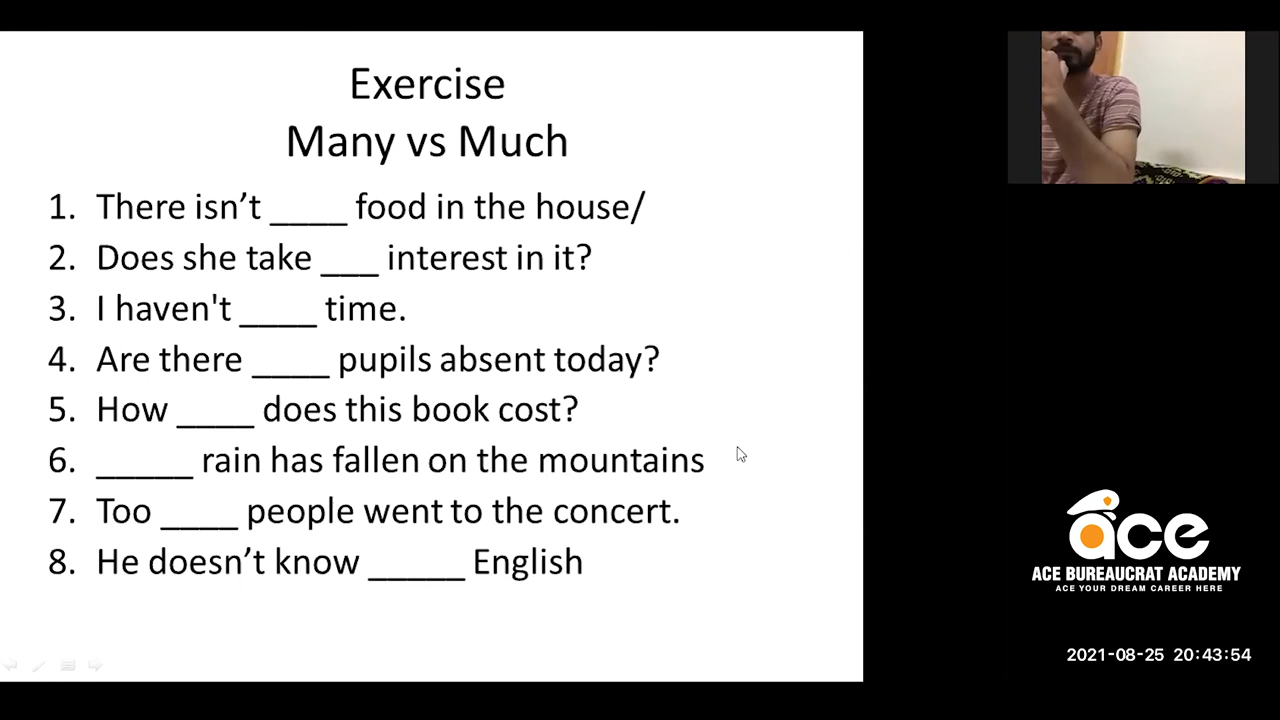 Exercise
Many vs Much
1. There isn’t ____ food in the house/
2. Does she take ___ interest in it?
3. I haven't ____ time.
4. Are there ____ pupils absent today?
5. How ____ does this book cost?
6. _____ rain has fallen on the mountains
7. Too ____ people went to the concert.
8. He doesn’t know _____ English
ace
ACE BUREAUCRAT ACADEMY
ACE YOUR DREAM CAREER HERE
2021-08-25 20:43:54